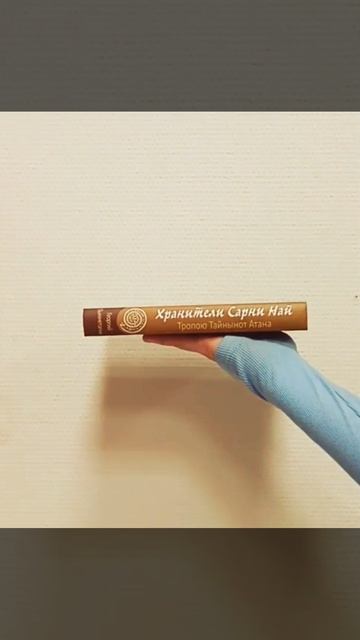 Хранители Сарни Най
Тропою Тайнынот Атана